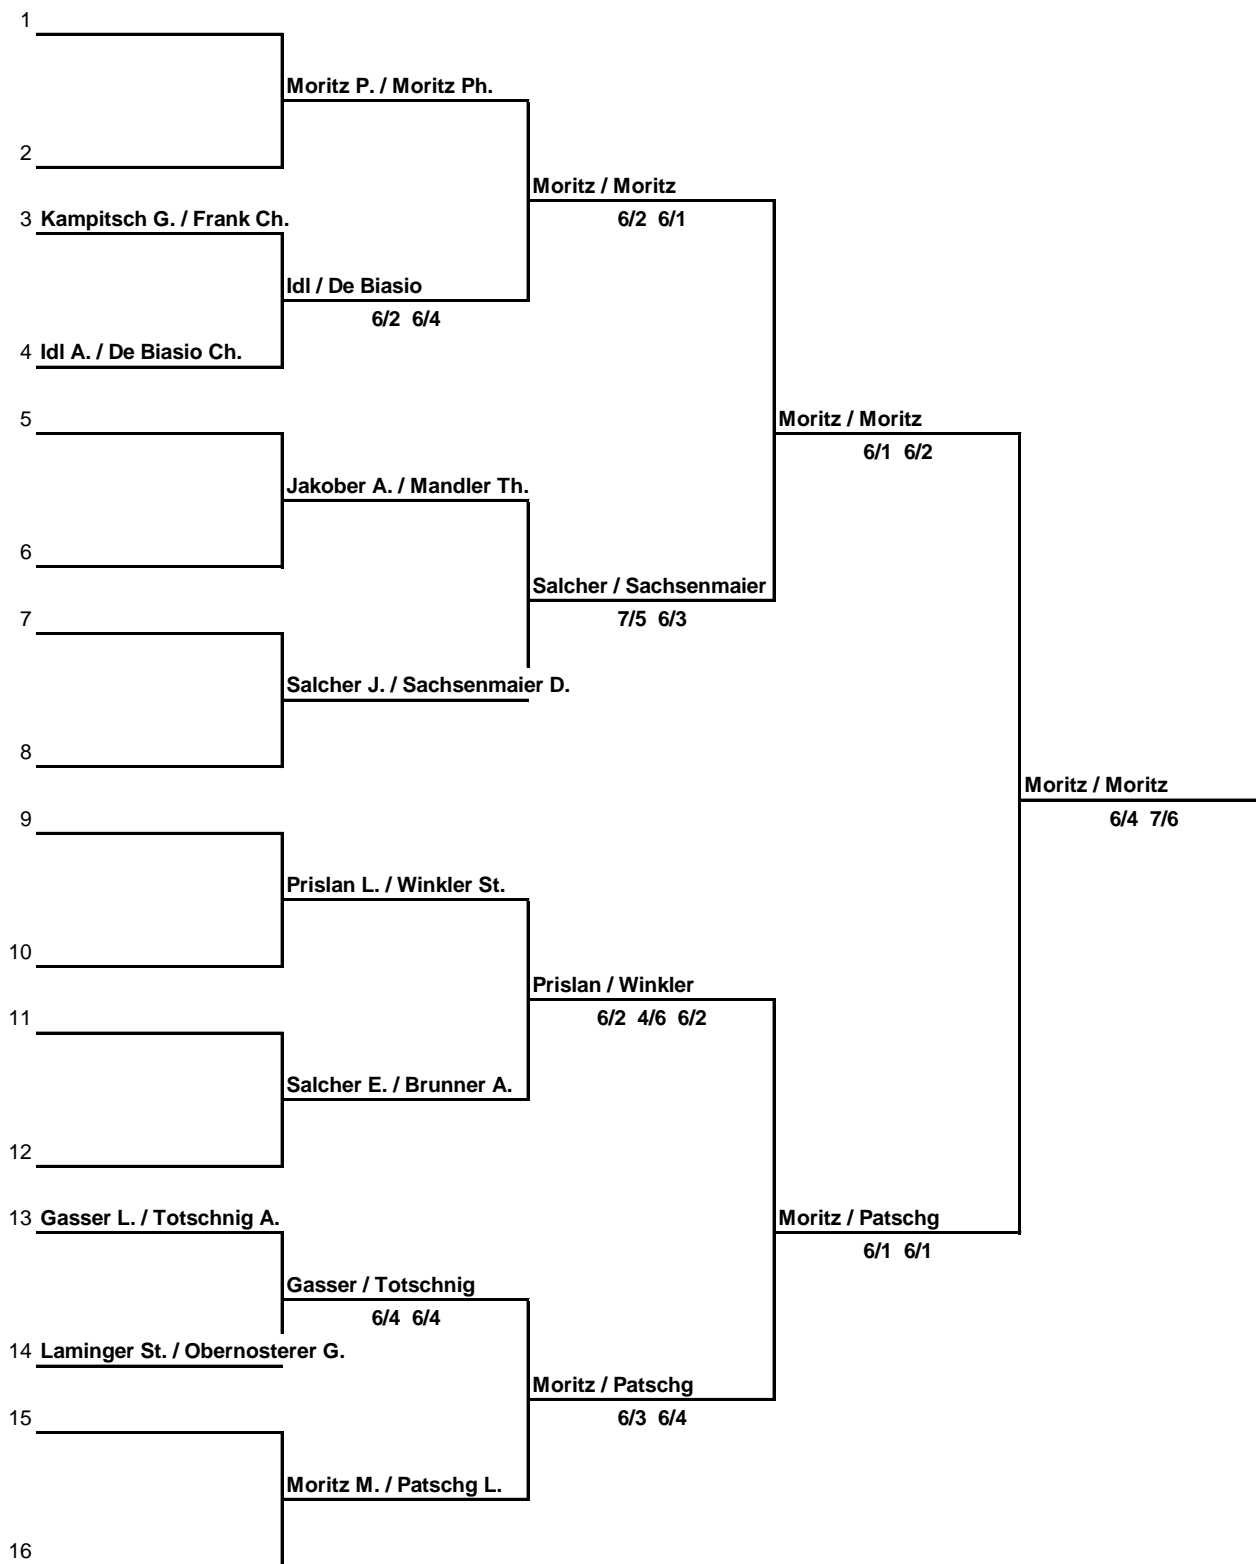 1
Moritz P. / Moritz Ph.
2
Moritz / Moritz
3 Kampitsch G. / Frank Ch.
6/2 6/1
Idl / De Biasio
6/2 6/4
4 Idl A. / De Biasio Ch.
5
Moritz / Moritz
6/1 6/2
Jakober A. / Mandler Th.
6
Salcher / Sachsenmaier
7
7/5 6/3
Salcher J. / Sachsenmaier D.
8
Moritz / Moritz
9
6/4 7/6
Prislan L. / Winkler St.
10
Prislan / Winkler
11
6/2 4/6 6/2
Salcher E. / Brunner A.
12
13 Gasser L. / Totschnig A.
Moritz / Patschg
6/1 6/1
Gasser / Totschnig
6/4 6/4
14 Laminger St. / Obernosterer G.
Moritz / Patschg
15
6/3 6/4
Moritz M. / Patschg L.
16